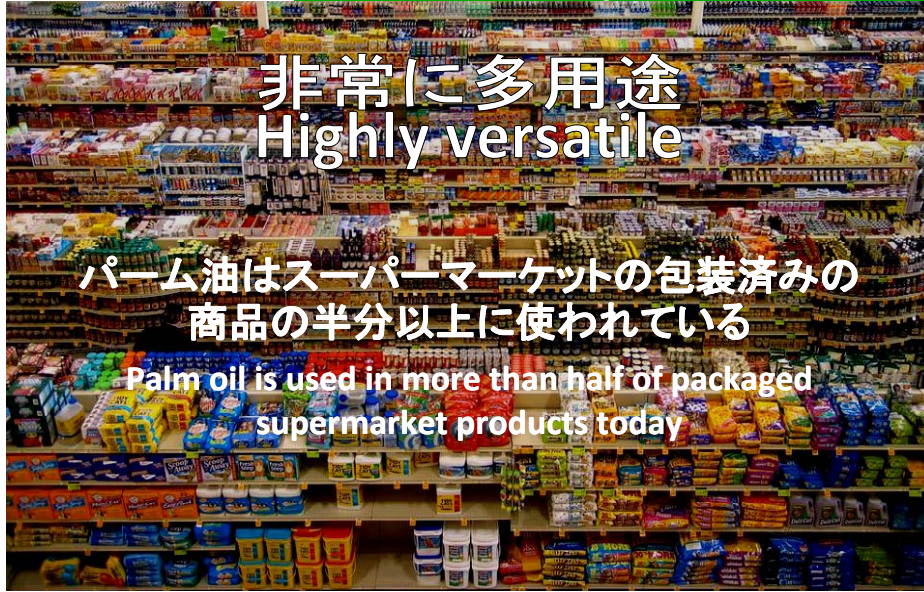 非常に多用途
Highly versatile
パーム油はスーパーマーケットの包装済みの
商品の半分以上に使われている
Palm oil is used in more than half of packaged
supermarket products today